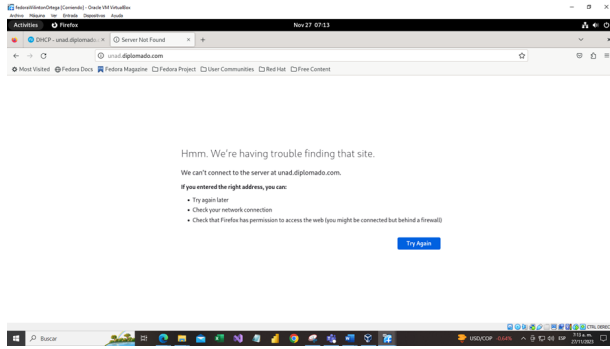 fedoraWilintonOrtega [Corriendo] - Oracle VM VirtualBox
Archivo Máquina Ver Entrada Dispositivos Ayuda
Activities Firefox Nov 27 07:13
DHCP - unad.diplomado. × Server Not Found × +
unad.diplomado.com
Most Visited Fedora Docs Fedora Magazine Fedora Project User Communities Red Hat Free Content
Hmm. We're having trouble finding that site.
We can't connect to the server at unad.diplomado.com.
If you entered the right address, you can:
• Try again later
• Check your network connection
• Check that Firefox has permission to access the web (you might be connected but behind a firewall)
Try Again
CTRL DEREC
Buscar USD/COP -0,64% ESP 7:13 a. m.
27/11/2023